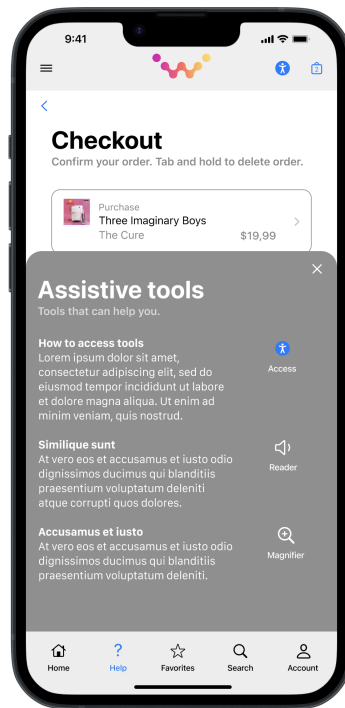 9:41
2
Checkout
Confirm your order. Tab and hold to delete order.
Purchase
Three Imaginary Boys
The Cure
$19,99
Assistive tools
Tools that can help you.
How to access tools
Lorem ipsum dolor sit amet,
consectetur adipiscing elit, sed do
eiusmod tempor incididunt ut labore
et dolore magna aliqua. Ut enim ad
minim veniam, quis nostrud.
Access
Similique sunt
At vero eos et accusamus et iusto odio
dignissimos ducimus qui blanditiis
praesentium voluptatum deleniti
atque corrupti quos dolores.
Reader
Accusamus et iusto
At vero eos et accusamus et iusto odio
dignissimos ducimus qui blanditiis
praesentium voluptatum deleniti.
Magnifier
?
Home
Help
Favorites
Search
Account